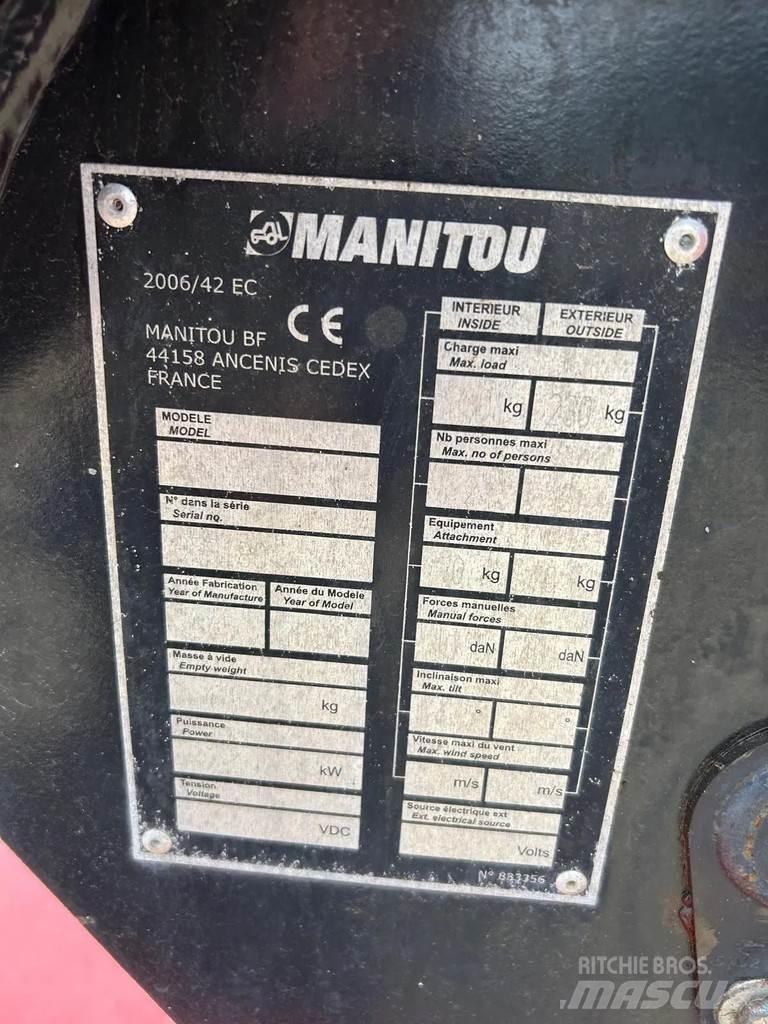 MANITOU
2006/42 EC
CE
MANITOU BF
44158 ANCENIS CEDEX
FRANCE
MODELE
MODEL
N° dans la série
Serial no.
Année Fabrication
Year of Manufacture
Année du Modele
Year of Model
Masse à vide
Empty weight
kg
Puissance
Power
kW
Tension
Voltage
VDC
INTERIEUR
INSIDE
EXTERIEUR
OUTSIDE
Charge maxi
Max. load
kg
kg
Nb personnes maxi
Max. no of persons
Equipement
Attachment
kg
kg
Forces manuelles
Manual forces
daN
daN
Inclinaison maxi
Max. tilt
°
°
Vitesse maxi du vent
Max. wind speed
m/s
m/s
Source électrique ext
Ext. electrical source
Volts
N° 883356
RITCHIE BROS.
MASCUS